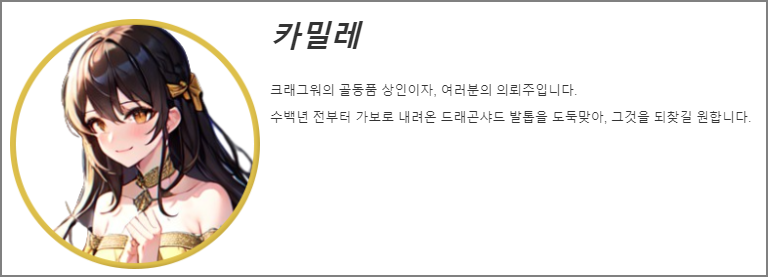 카밀레
크래그워의 골동품 상인이자, 여러분의 의뢰주입니다.
수백년 전부터 가보로 내려온 드래곤샤드 발톱을 도둑맞아, 그것을 되찾길 원합니다.